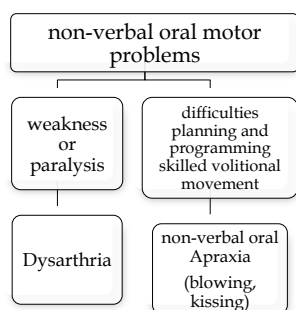 non-verbal oral motor
problems
weakness
or
paralysis
difficulties
planning and
programming
skilled volitional
movement
Dysarthria
non-verbal oral
Apraxia
(blowing,
kissing)